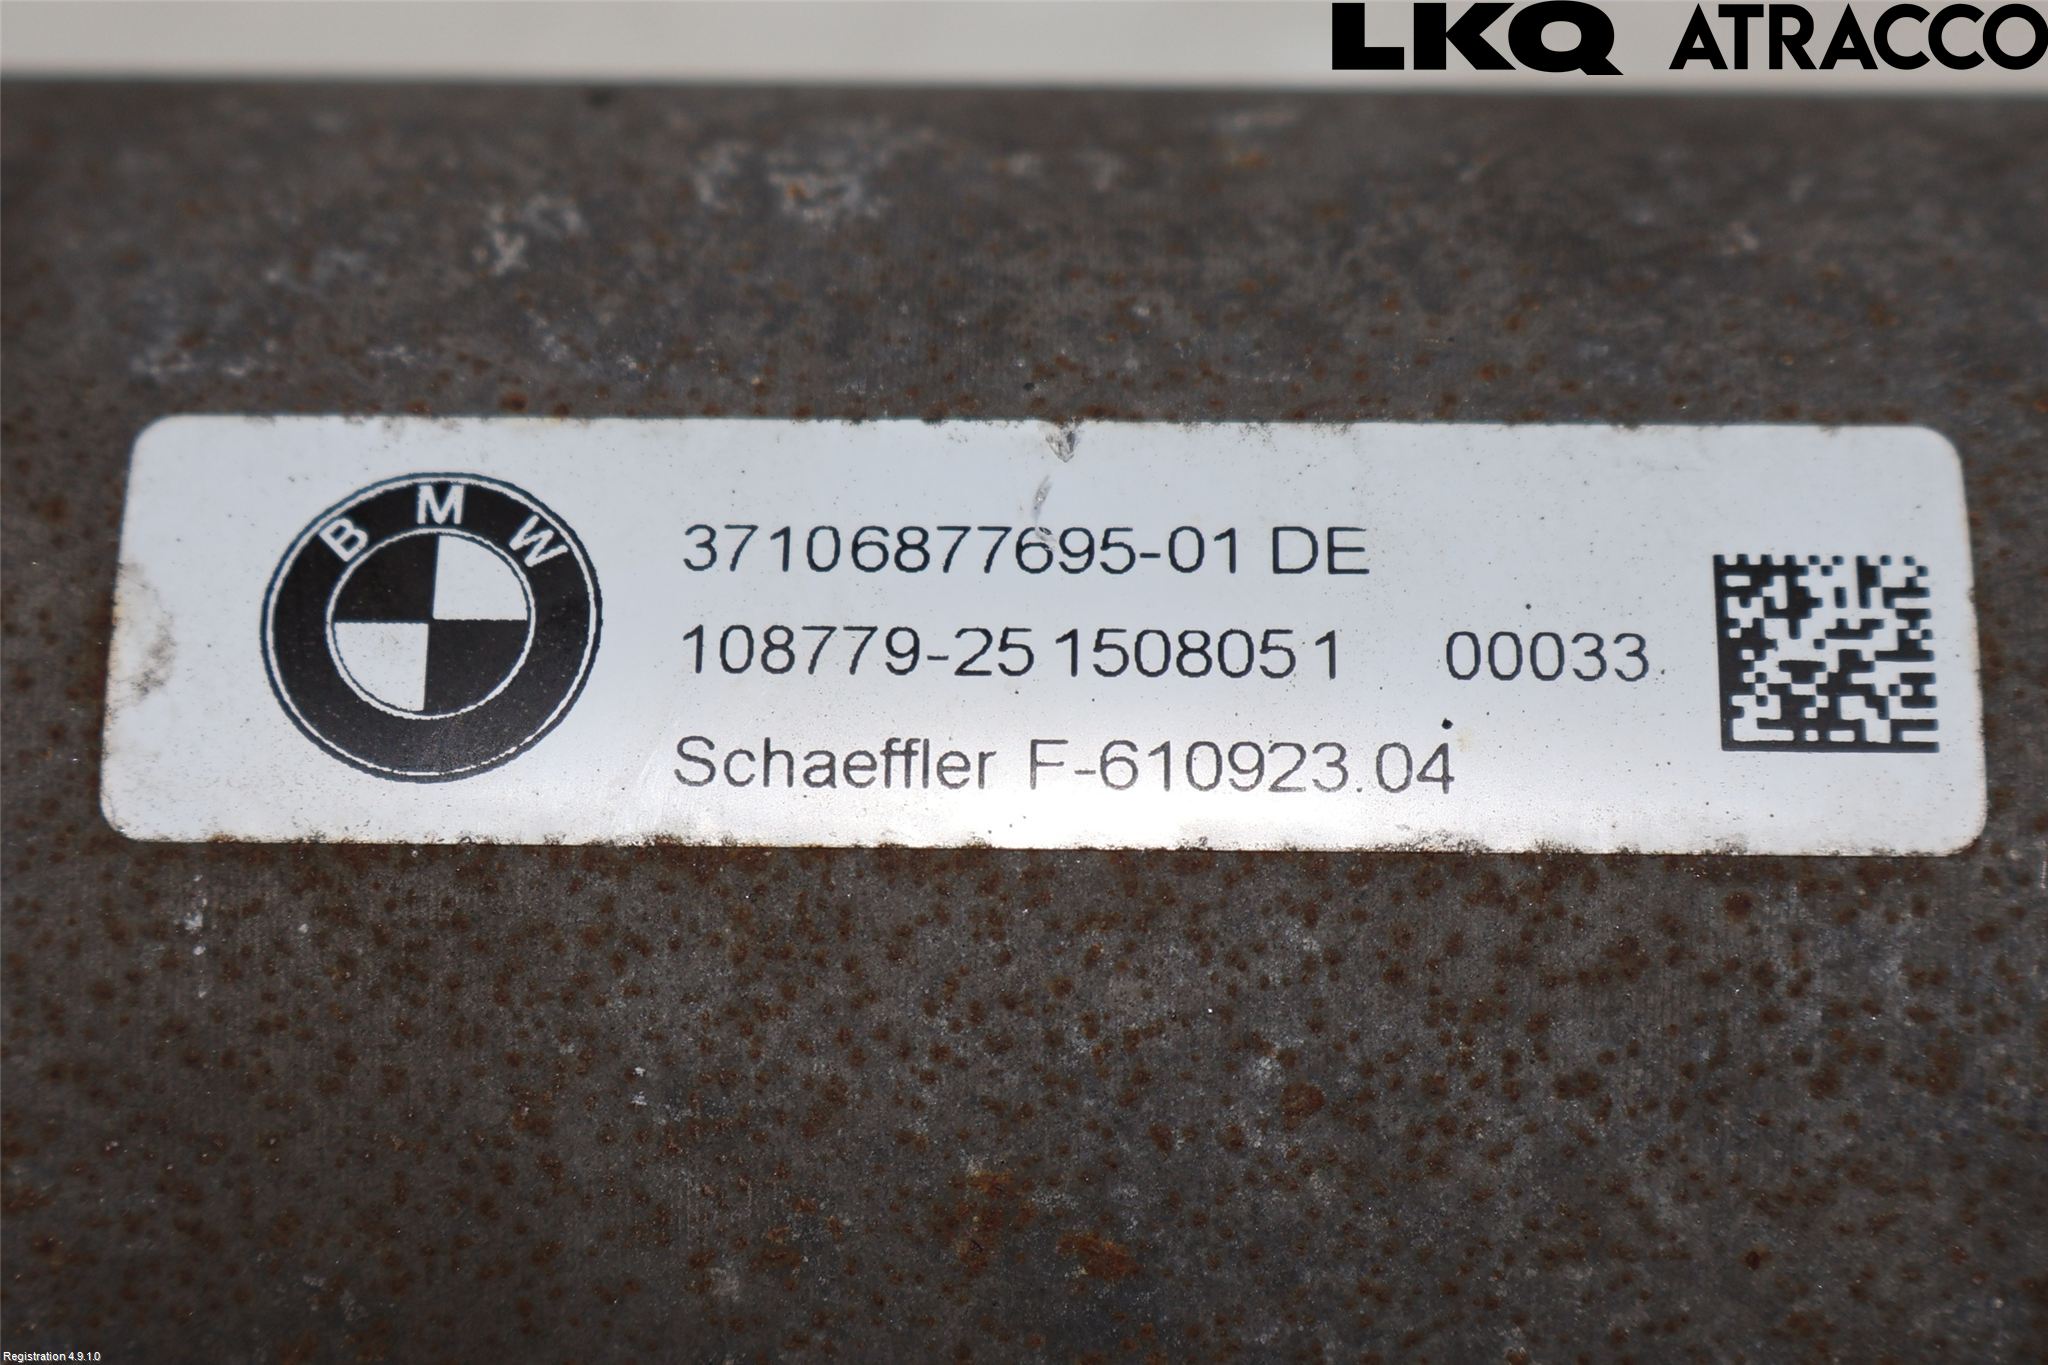 LKQ ATRACCO
BMW
37106877695-01 DE
108779-25 1508051 00033
Schaeffler F-610923.04
Registration 4.9.1.0